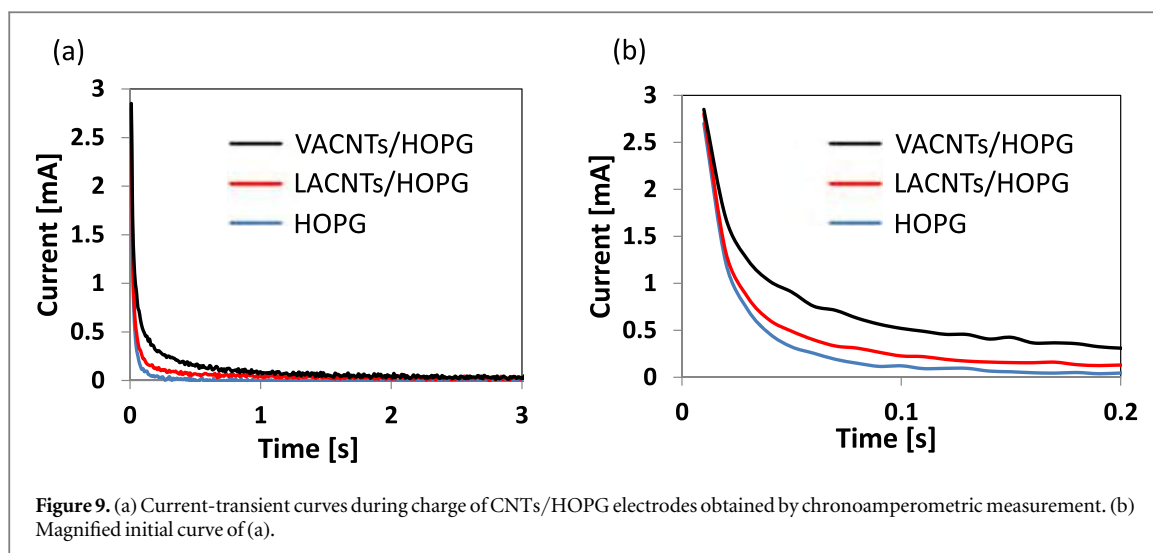 (a)
3
2.5
2
1.5
1
0.5
0
Current [mA]
VACNTs/HOPG
LACNTs/HOPG
HOPG
0
1
2
3
Time [s]
(b)
3
2.5
2
1.5
1
0.5
0
Current [mA]
VACNTs/HOPG
LACNTs/HOPG
HOPG
0
0.1
0.2
Time [s]
Figure 9. (a) Current-transient curves during charge of CNTs/HOPG electrodes obtained by chronoamperometric measurement. (b)
Magnified initial curve of (a).